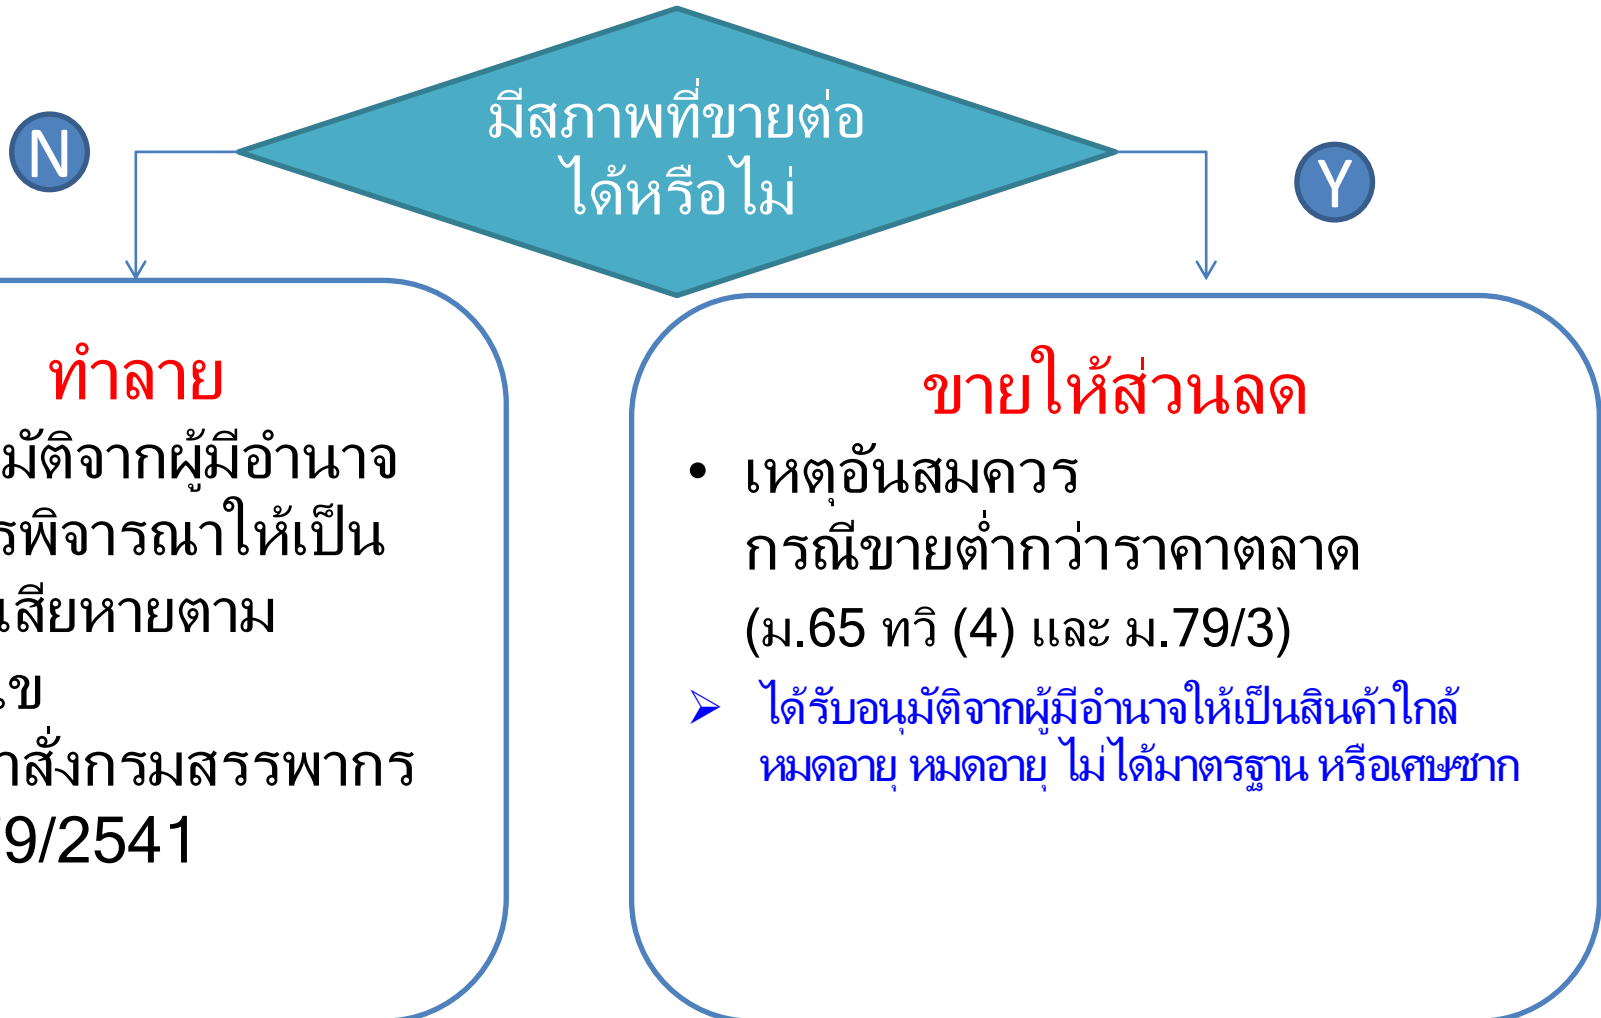 มีสภาพที่ขายต่อ
ได้หรือไม่
N
Y
ทำลาย
มัติจากผู้มีอำนาจ
รพิจารณาให้เป็น
เสียหายตาม
ไข
าสั่งกรมสรรพากร
79/2541
ขายให้ส่วนลด
• เหตุอันสมควร
กรณีขายต่ำกว่าราคาตลาด
(ม.65 ทวิ (4) และ ม.79/3)
➢ ได้รับอนุมัติจากผู้มีอำนาจให้เป็นสินค้าใกล้
หมดอายุ หมดอายุ ไม่ได้มาตรฐาน หรือเศษซาก